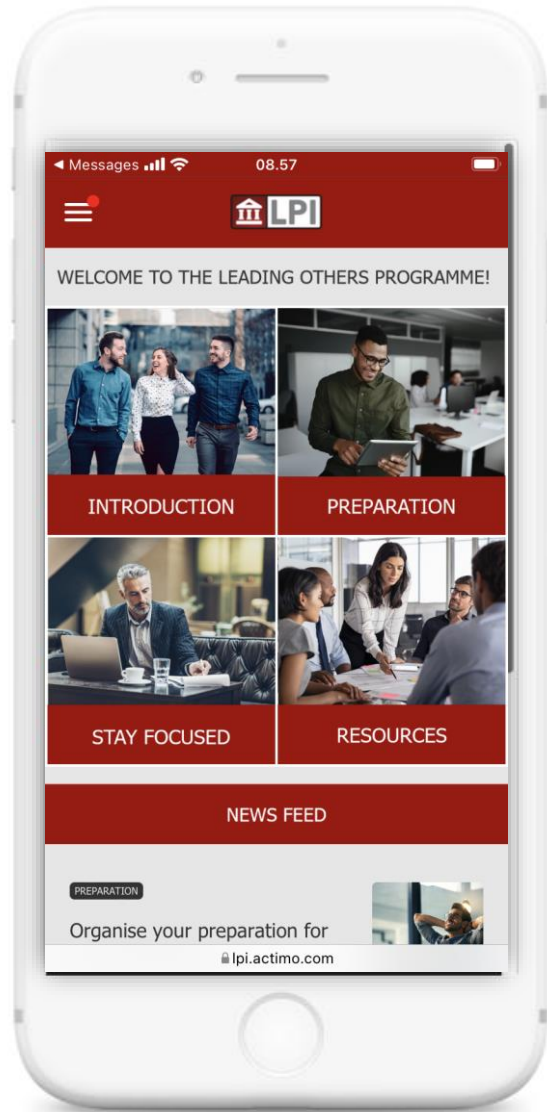 Messages 08.57
LPI
WELCOME TO THE LEADING OTHERS PROGRAMME!
INTRODUCTION PREPARATION
STAY FOCUSED RESOURCES
NEWS FEED
PREPARATION
Organise your preparation for
lpi.actimo.com